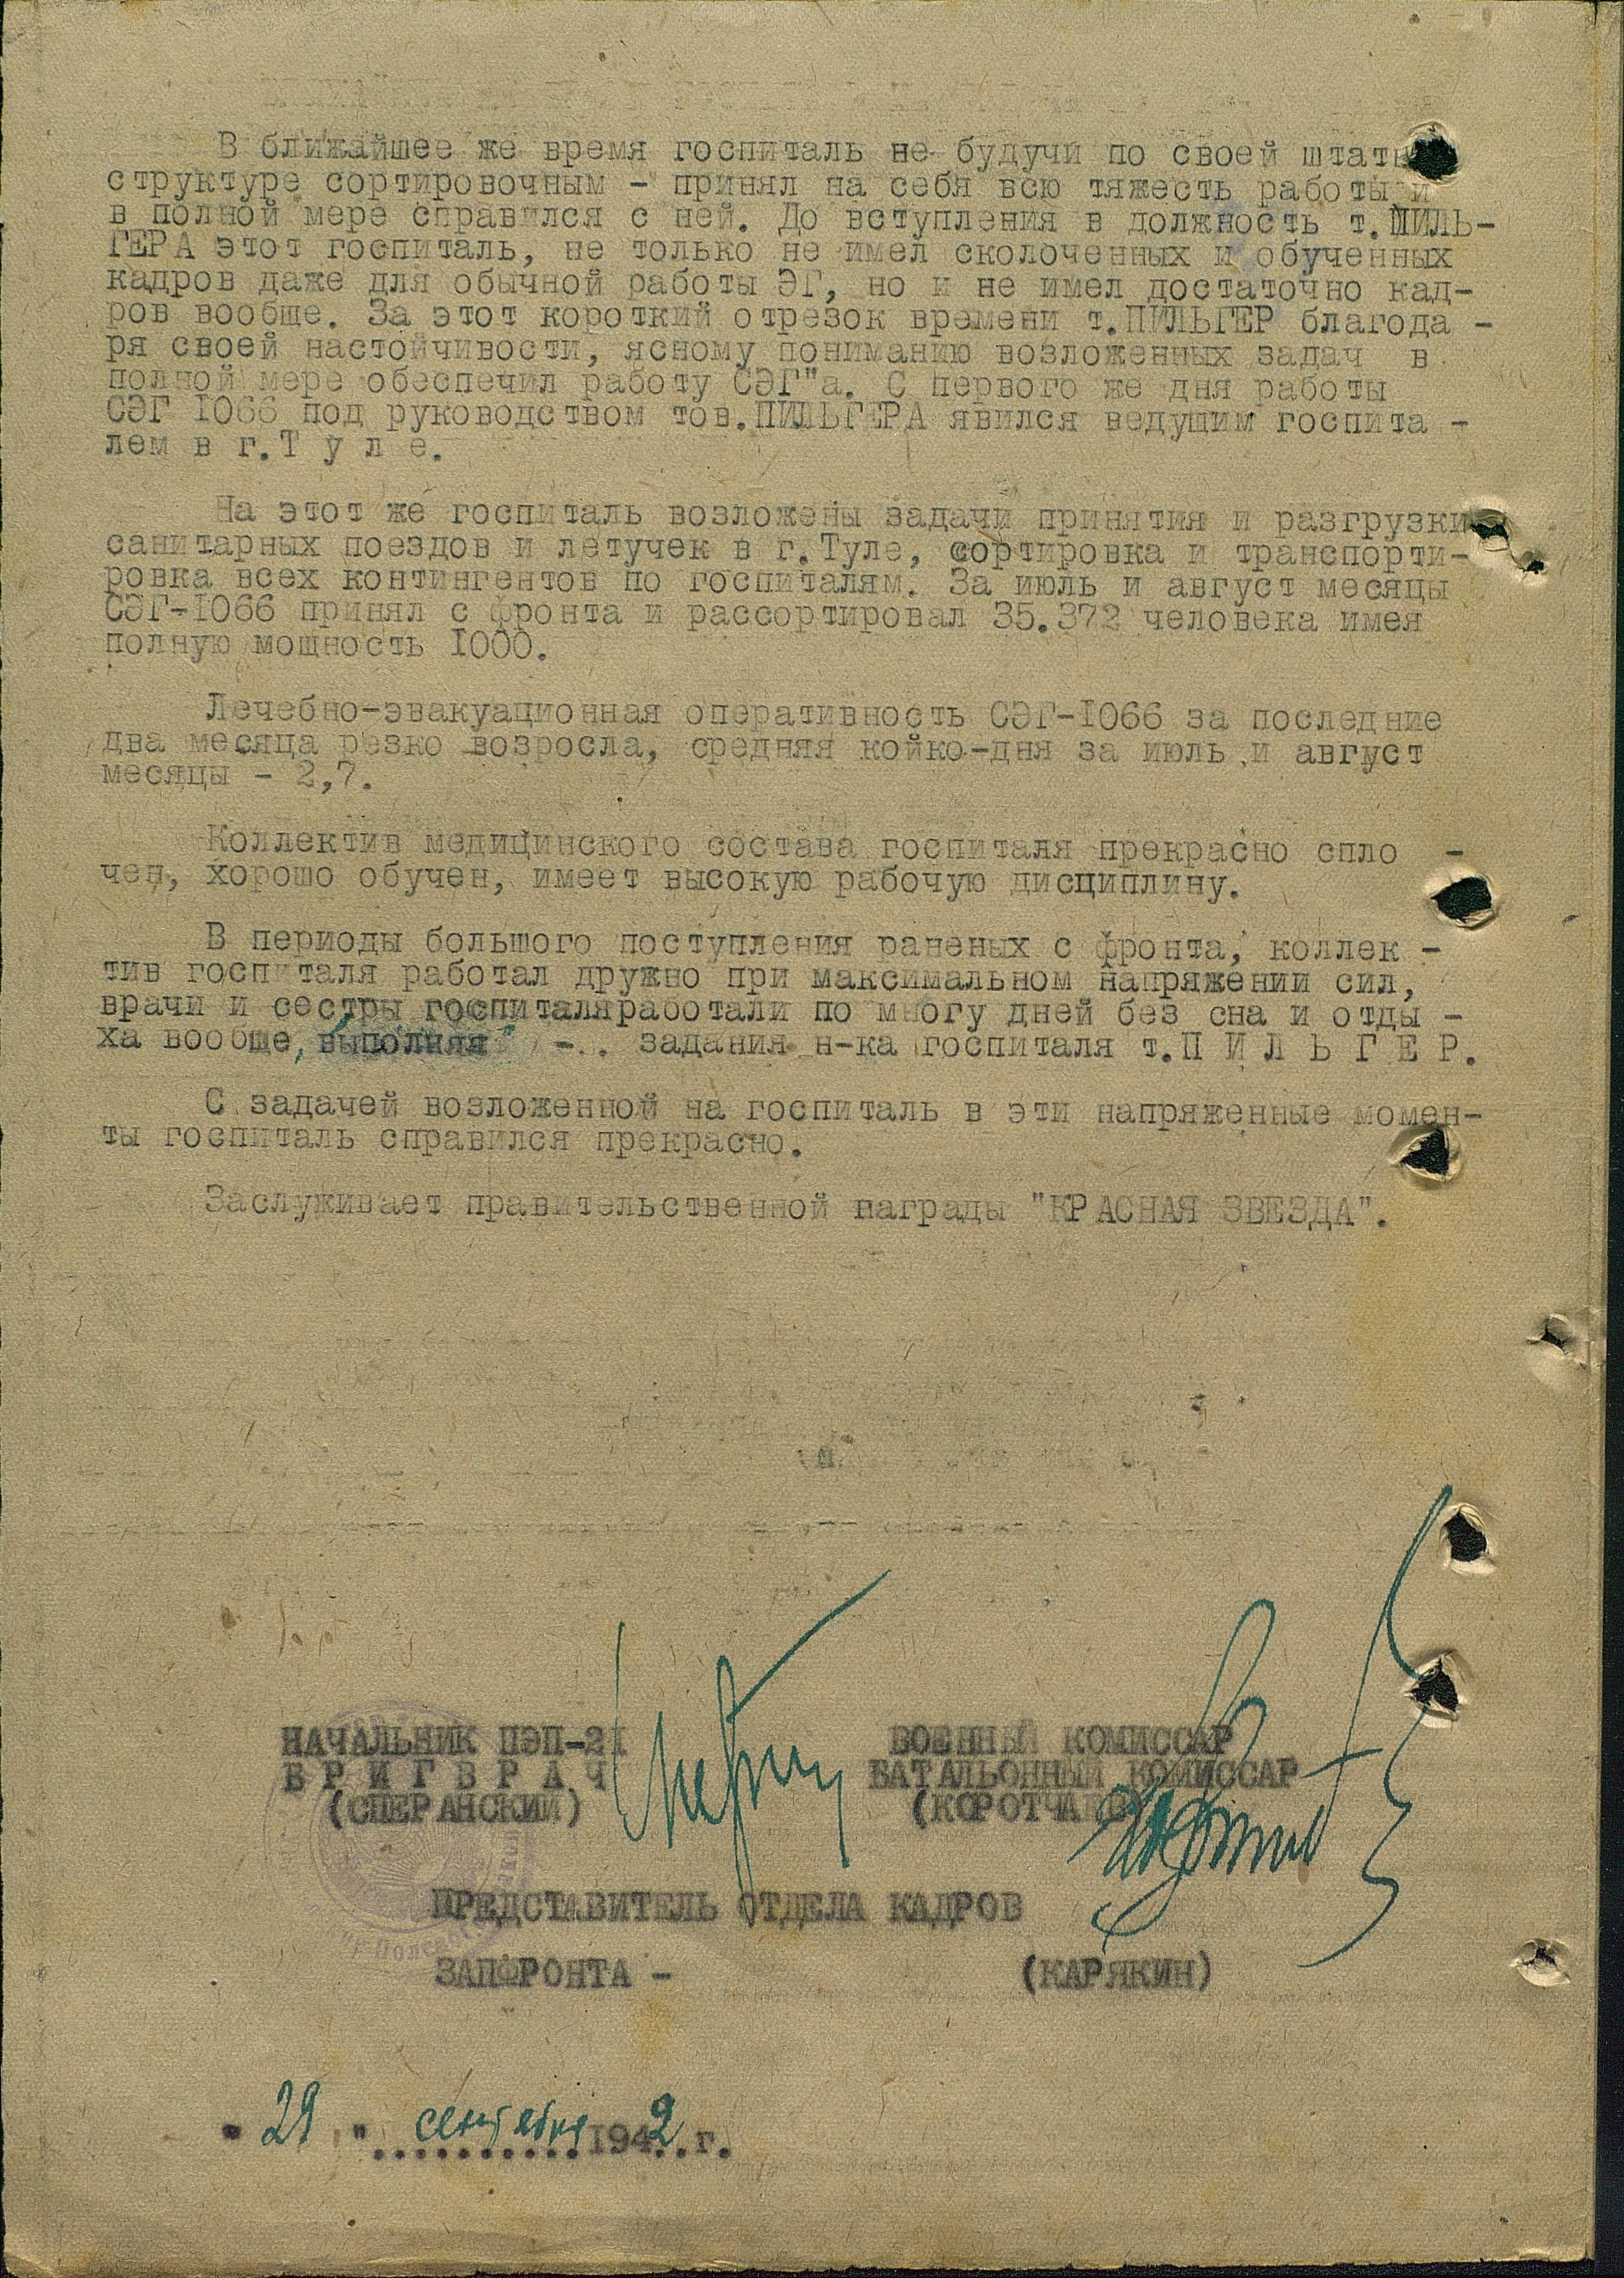 В ближайшее же время госпиталь не будучи по своей
структуре сортировочным - принял на себя всю тяжесть работы и
в полной мере справился с ней. До вступления в должность т.ПИЛЬ-
ГЕРА этот госпиталь, не только не имел сколоченных и обученных
кадров даже для обычной работы ЭГ, но и не имел достаточно кад-
ров вообще. За этот короткий отрезок времени т.ПИЛЬГЕР благода -
ря своей настойчивости, ясному пониманию возложенных задач в
полной мере обеспечил работу СЭГ"а. С первого же дня работы
СЭГ 1066 под руководством тов.ПИЛЬГЕРА явился ведущим госпита -
лем в г.Т у л е.
На этот же госпиталь возложены задачи принятия и разгрузки
санитарных поездов и летучек в г.Туле, сортировка и транспорти-
ровка всех контингентов по госпиталям. За июль и август месяцы
СЭГ-1066 принял с фронта и рассортировал 35.372 человека имея
полную мощность 1000.
Лечебно-эвакуационная оперативность СЭГ-1066 за последние
два месяца резко возросла, средняя койко-дня за июль и август
месяцы - 2,7.
Коллектив медицинского состава госпиталя прекрасно спло -
чен, хорошо обучен, имеет высокую рабочую дисциплину.
В периоды большого поступления раненых с фронта, коллек -
тив госпиталя работал дружно при максимальном напряжении сил,
врачи и сестры госпиталяработали по многу дней без сна и отды -
ха вообще, выполняя - задания н-ка госпиталя т.П И Л Ь Г Е Р.
С задачей возложенной на госпиталь в эти напряженные момен-
ты госпиталь справился прекрасно.
Заслуживает правительственной награды "КРАСНАЯ ЗВЕЗДА".
НАЧАЛЬНИК ПЭП-21 ВОЕННЫЙ КОМИССАР
Б Р И Г В Р А Ч БАТАЛЬОННЫЙ КОМИССАР
(СПЕРАНСКИЙ)
ПРЕДСТАВИТЕЛЬ ОТДЕЛА КАДРОВ
ЗАПФРОНТА - (КАРЯКИН)
"29" сентября 1942 г.